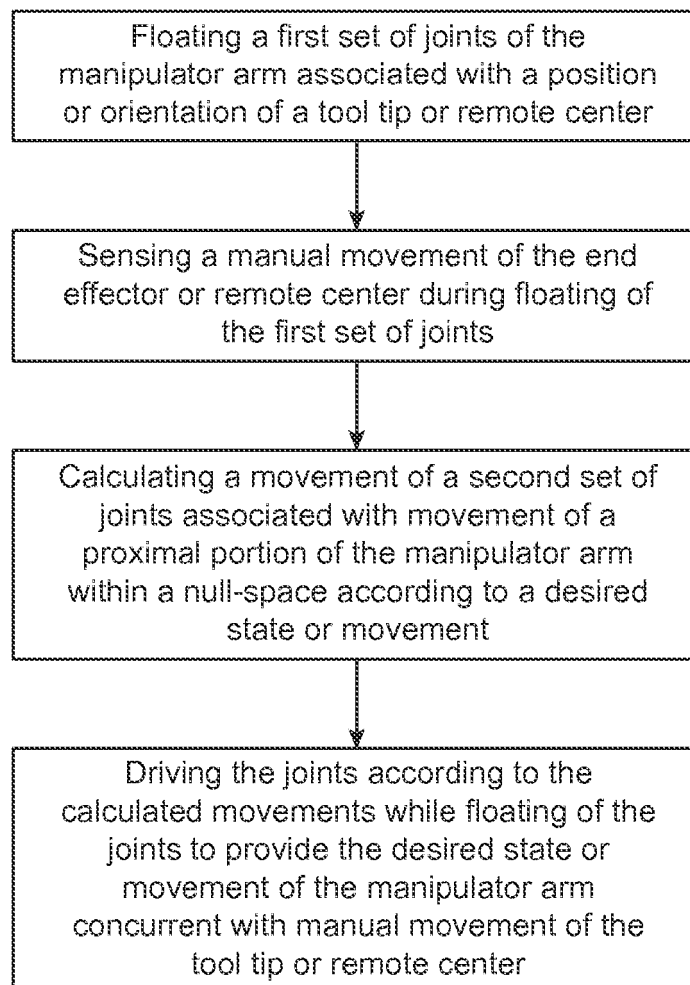 Floating a first set of joints of the
manipulator arm associated with a position
or orientation of a tool tip or remote center
Sensing a manual movement of the end
effector or remote center during floating of
the first set of joints
Calculating a movement of a second set of
joints associated with movement of a
proximal portion of the manipulator arm
within a null-space according to a desired
state or movement
Driving the joints according to the
calculated movements while floating of the
joints to provide the desired state or
movement of the manipulator arm
concurrent with manual movement of the
tool tip or remote center